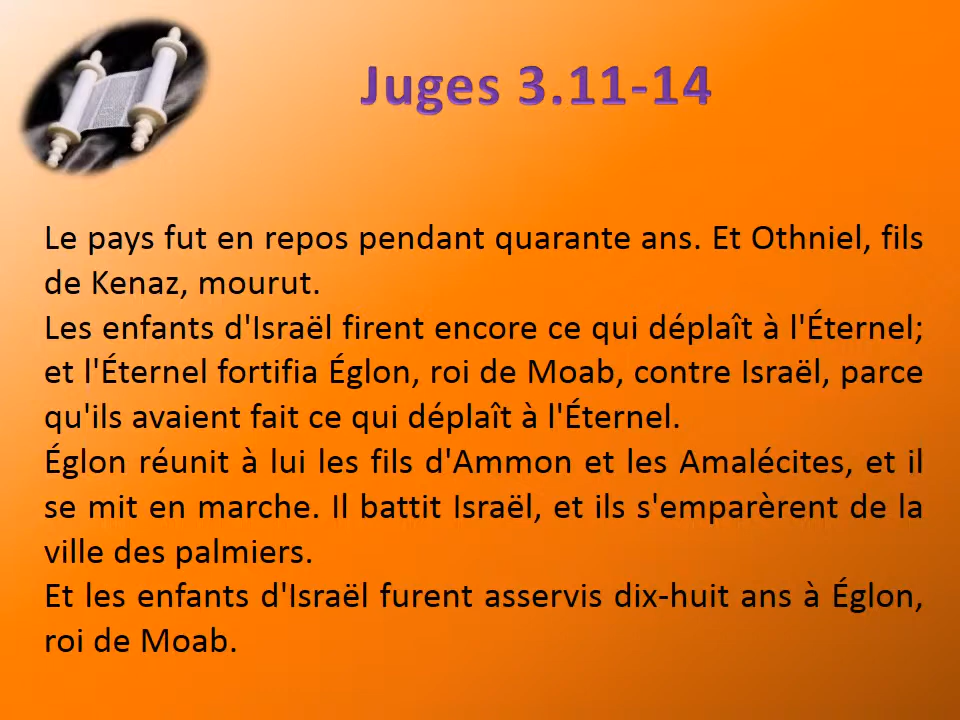 Juges 3.11-14
Le pays fut en repos pendant quarante ans. Et Othniel, fils
de Kenaz, mourut.
Les enfants d'Israël firent encore ce qui déplaît à l'Éternel;
et l'Éternel fortifia Églon, roi de Moab, contre Israël, parce
qu'ils avaient fait ce qui déplaît à l'Éternel.
Églon réunit à lui les fils d'Ammon et les Amalécites, et il
se mit en marche. Il battit Israël, et ils s'emparèrent de la
ville des palmiers.
Et les enfants d'Israël furent asservis dix-huit ans à Églon,
roi de Moab.